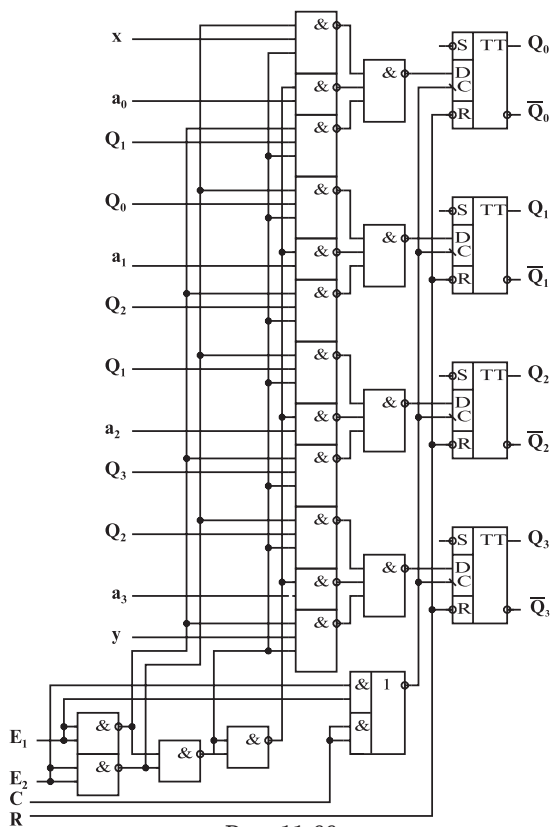 x
&
&
S TT Q₀
D
C
a₀
&
R Q̅₀
Q₁
&
Q₀
&
&
S TT Q₁
D
C
a₁
&
R Q̅₁
Q₂
&
Q₁
&
&
S TT Q₂
D
C
a₂
&
R Q̅₂
Q₃
&
Q₂
&
&
S TT Q₃
D
C
a₃
&
R Q̅₃
y
&
& 1
&
E₁
&
&
&
E₂
&
C
R